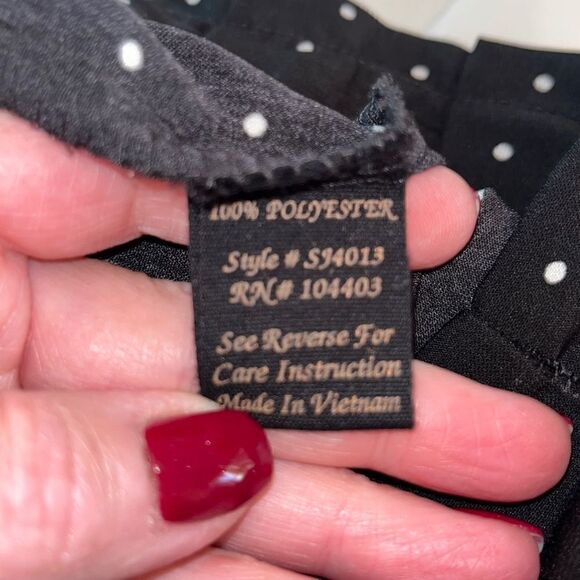 100% POLYESTER
Style # SJ4013
RN# 104403
See Reverse For
Care Instruction
Made In Vietnam